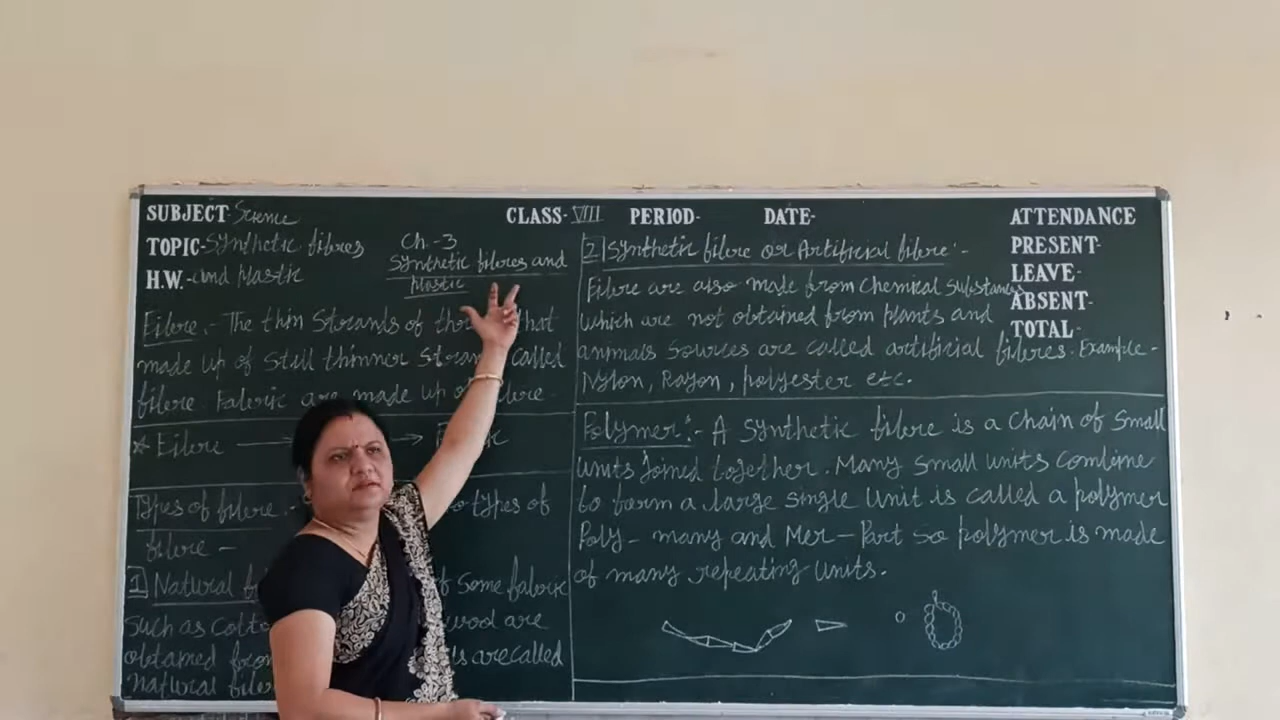 SUBJECT- Science
CLASS- VIII PERIOD- DATE-
ATTENDANCE
TOPIC- Synthetic fibres
H.W.- and Plastic
PRESENT-
LEAVE-
ABSENT-
TOTAL-
Ch-3
Synthetic fibres and
Plastic
Fibre :- The thin Strands of that
made up of still thinner called
fibre. Fabric are made up
* Fibre → 
Types of fibre :- types of
fibre -
1 Natural Some fabric
such as are
obtained are called
Natural
2 Synthetic fibre or Artificial fibre :-
Fibre are also made from Chemical Substances
which are not obtained from plants and
animals Sources are called artificial fibres. Example -
Nylon, Rayon, polyester etc.
Polymer :- A Synthetic fibre is a Chain of Small
units Joined together. Many Small units combine
to form a large single Unit is called a polymer
Poly - many and Mer - Part So polymer is made
of many repeating Units.